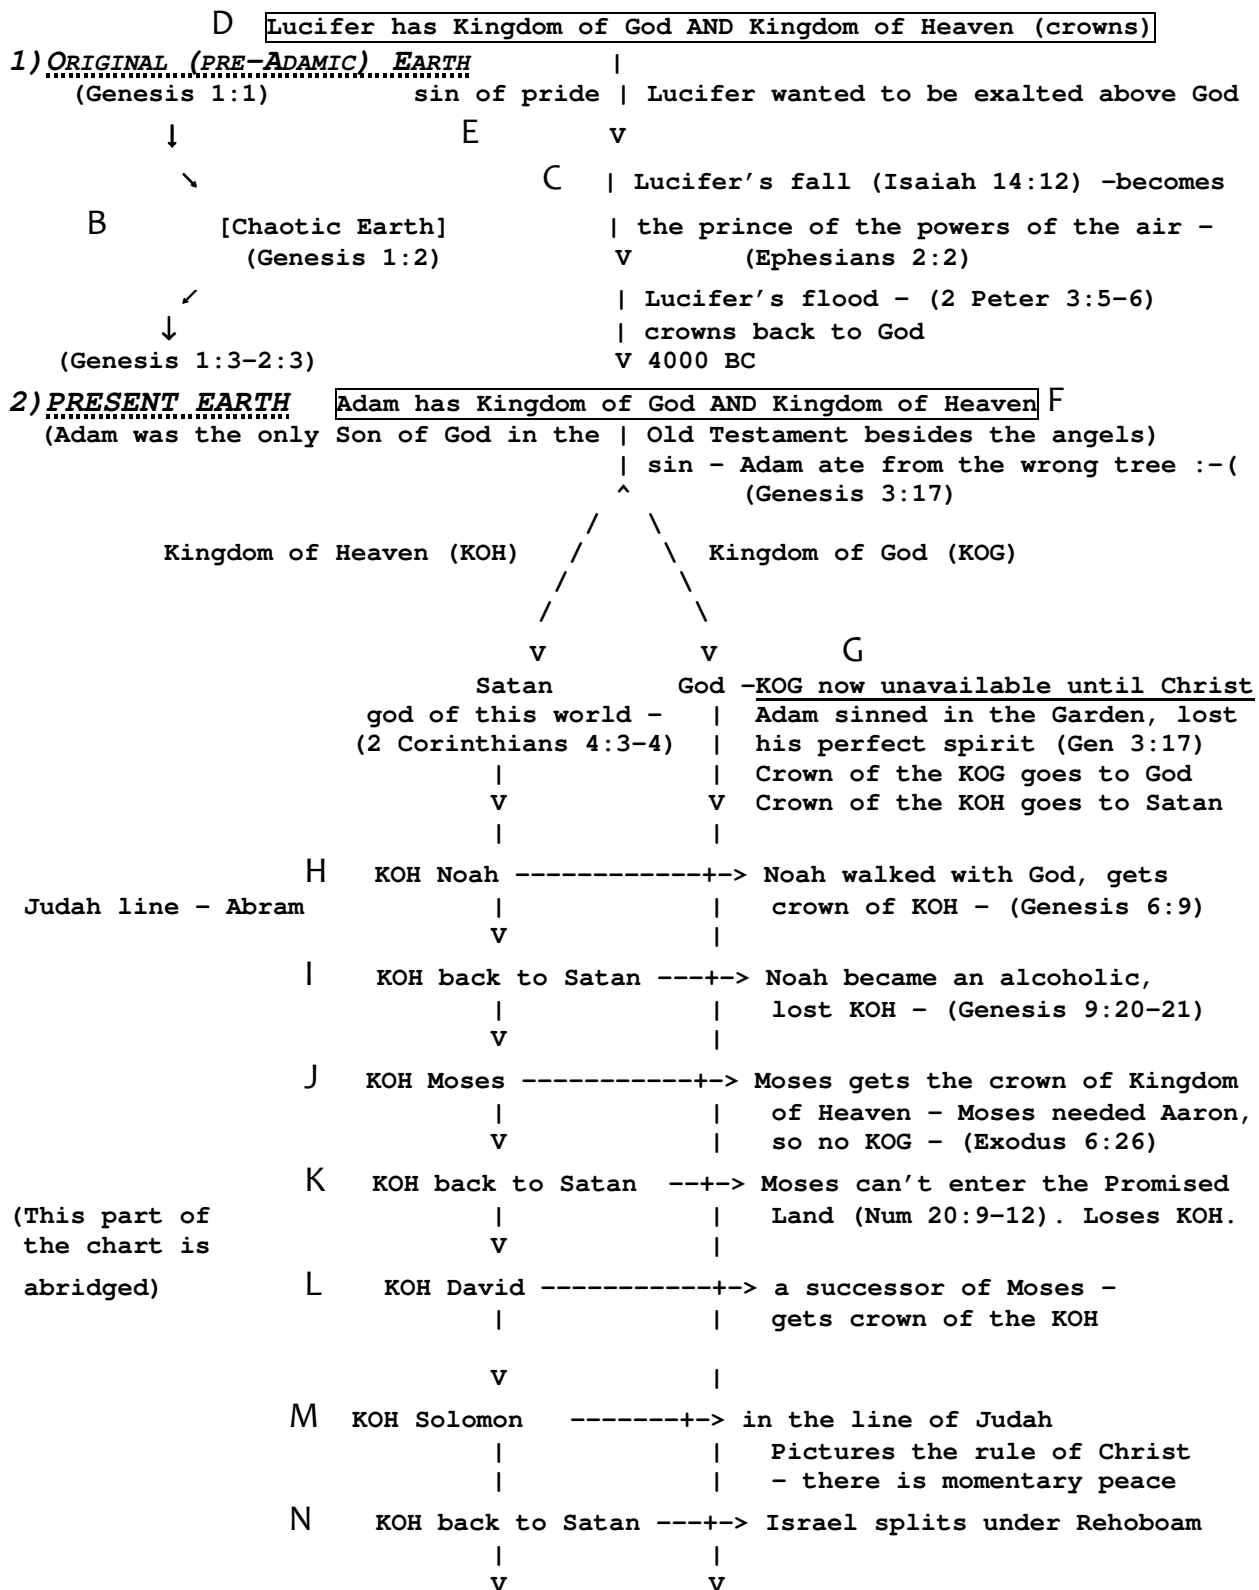 D Lucifer has Kingdom of God AND Kingdom of Heaven (crowns)
1) ORIGINAL (PRE-ADAMIC) EARTH |
(Genesis 1:1) sin of pride | Lucifer wanted to be exalted above God
↓ E v
↘ C | Lucifer's fall (Isaiah 14:12) -becomes
B [Chaotic Earth] | the prince of the powers of the air -
(Genesis 1:2) V (Ephesians 2:2)
↙ | Lucifer's flood - (2 Peter 3:5-6)
↓ | crowns back to God
(Genesis 1:3-2:3) V 4000 BC
2) PRESENT EARTH Adam has Kingdom of God AND Kingdom of Heaven F
(Adam was the only Son of God in the | Old Testament besides the angels)
| sin - Adam ate from the wrong tree :-(
^ (Genesis 3:17)
/ \
Kingdom of Heaven (KOH) / \ Kingdom of God (KOG)
/ \
/ \
v v G
Satan God -KOG now unavailable until Christ
god of this world - | Adam sinned in the Garden, lost
(2 Corinthians 4:3-4) | his perfect spirit (Gen 3:17)
| | Crown of the KOG goes to God
V V Crown of the KOH goes to Satan
| |
H KOH Noah ------------+-> Noah walked with God, gets
Judah line - Abram | | crown of KOH - (Genesis 6:9)
V |
I KOH back to Satan ---+-> Noah became an alcoholic,
| | lost KOH - (Genesis 9:20-21)
V |
J KOH Moses -----------+-> Moses gets the crown of Kingdom
| | of Heaven - Moses needed Aaron,
V | so no KOG - (Exodus 6:26)
K KOH back to Satan --+-> Moses can't enter the Promised
(This part of | | Land (Num 20:9-12). Loses KOH.
the chart is V |
abridged) L KOH David -----------+-> a successor of Moses -
| | gets crown of the KOH
V |
M KOH Solomon -------+-> in the line of Judah
| | Pictures the rule of Christ
| | - there is momentary peace
N KOH back to Satan ---+-> Israel splits under Rehoboam
| |
V V